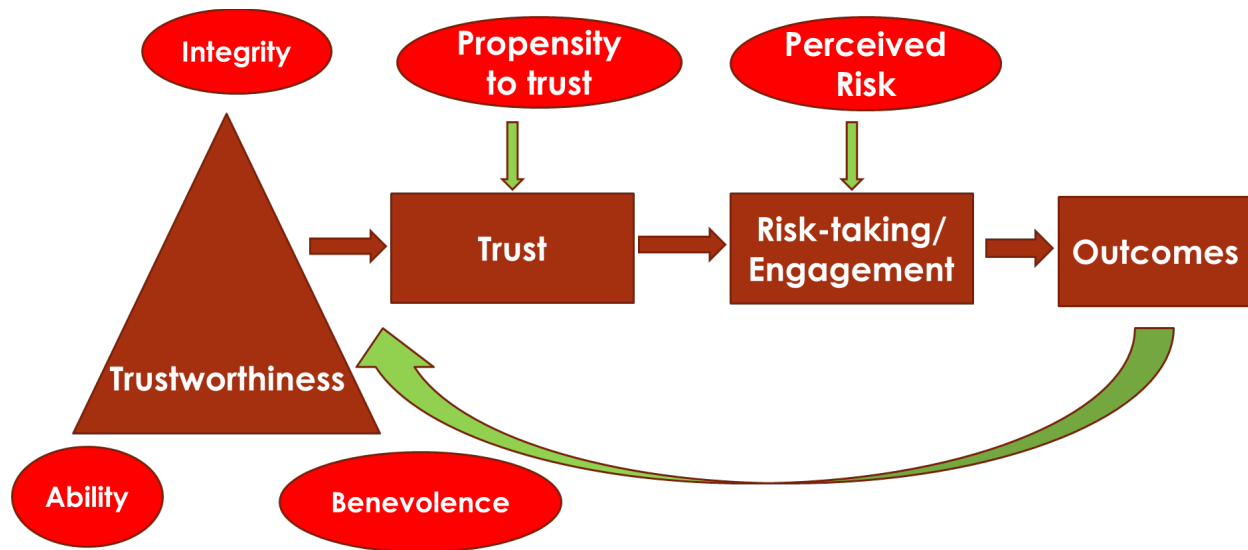 Integrity
Propensity
to trust
Perceived
Risk
Trust
Risk-taking/
Engagement
Outcomes
Trustworthiness
Ability
Benevolence